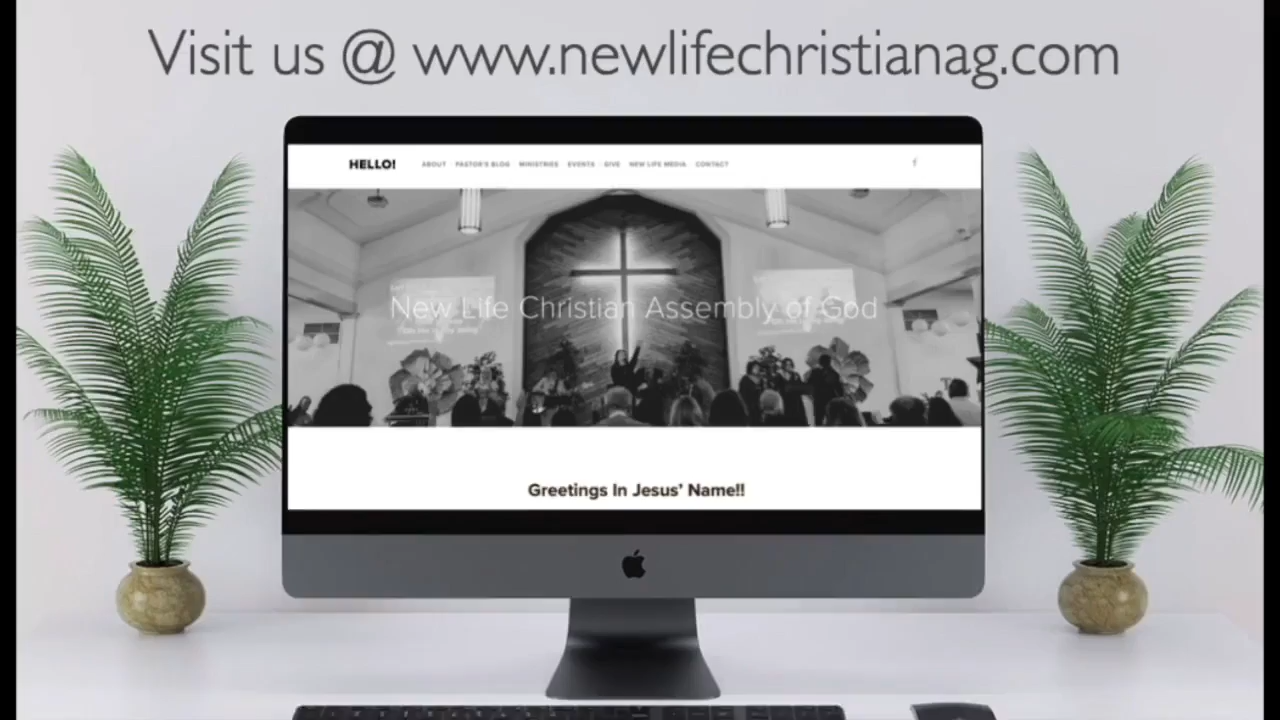 Visit us @ www.newlifechristianag.com
HELLO! ABOUT PASTOR'S BLOG MINISTRIES EVENTS GIVE NEW LIFE MEDIA CONTACT
New Life Christian Assembly of God
Greetings In Jesus’ Name!!